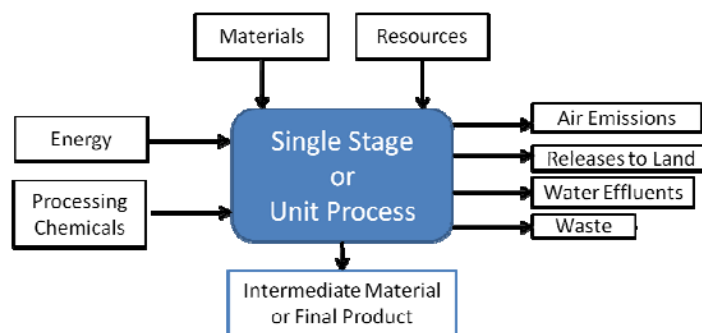 Materials
Resources
Energy
Processing
Chemicals
Single Stage
or
Unit Process
Air Emissions
Releases to Land
Water Effluents
Waste
Intermediate Material
or Final Product